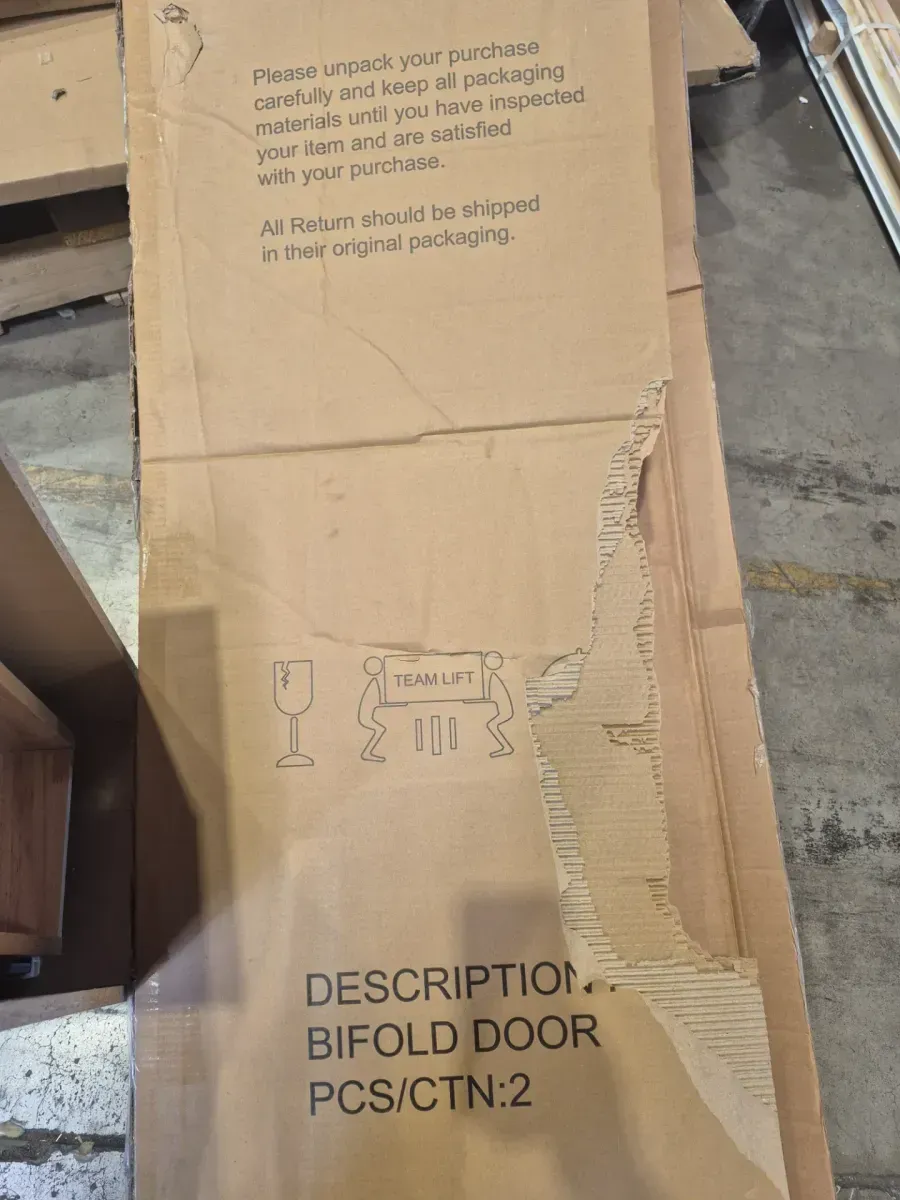 Please unpack your purchase
carefully and keep all packaging
materials until you have inspected
your item and are satisfied
with your purchase.
All Return should be shipped
in their original packaging.
TEAM LIFT
DESCRIPTION:
BIFOLD DOOR
PCS/CTN:2